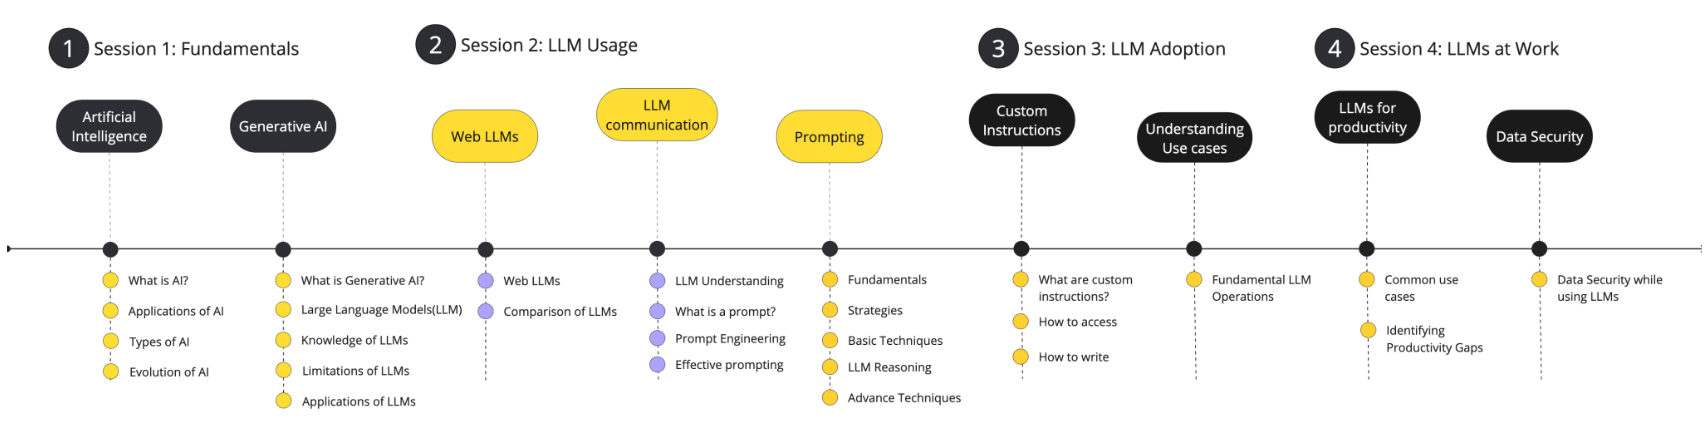 1 Session 1: Fundamentals
2 Session 2: LLM Usage
3 Session 3: LLM Adoption
4 Session 4: LLMs at Work
Artificial
Intelligence
Generative AI
Web LLMs
LLM
communication
Prompting
Custom
Instructions
Understanding
Use cases
LLMs for
productivity
Data Security
What is AI?
Applications of AI
Types of AI
Evolution of AI
What is Generative AI?
Large Language Models(LLM)
Knowledge of LLMs
Limitations of LLMs
Applications of LLMs
Web LLMs
Comparison of LLMs
LLM Understanding
What is a prompt?
Prompt Engineering
Effective prompting
Fundamentals
Strategies
Basic Techniques
LLM Reasoning
Advance Techniques
What are custom
instructions?
How to access
How to write
Fundamental LLM
Operations
Common use
cases
Identifying
Productivity Gaps
Data Security while
using LLMs